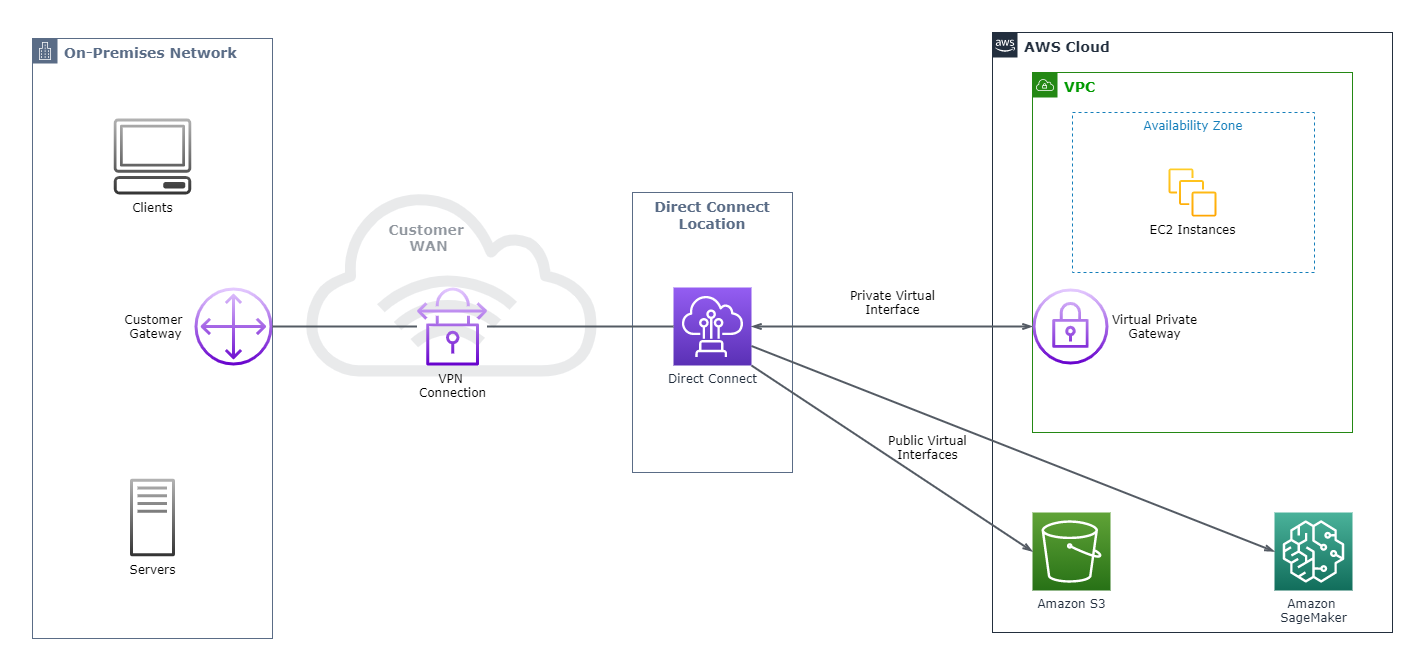 On-Premises Network
Clients
Customer
Gateway
Servers
Customer
WAN
VPN
Connection
Direct Connect
Location
Direct Connect
Private Virtual
Interface
Public Virtual
Interfaces
aws
AWS Cloud
VPC
Availability Zone
EC2 Instances
Virtual Private
Gateway
Amazon S3
Amazon
SageMaker